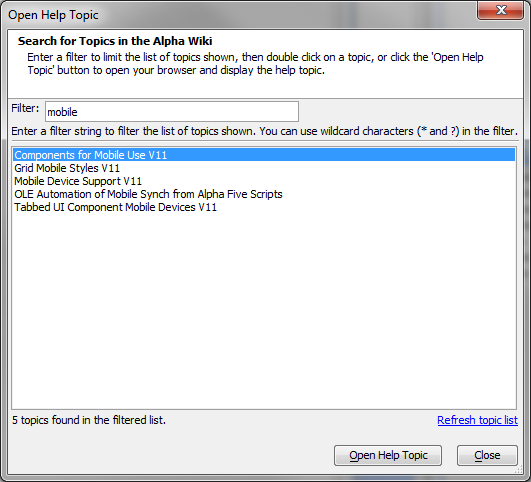 Open Help Topic
Search for Topics in the Alpha Wiki
Enter a filter to limit the list of topics shown, then double click on a topic, or click the 'Open Help
Topic' button to open your browser and display the help topic.
Filter: mobile
Enter a filter string to filter the list of topics shown. You can use wildcard characters (* and ?) in the filter.
Components for Mobile Use V11
Grid Mobile Styles V11
Mobile Device Support V11
OLE Automation of Mobile Synch from Alpha Five Scripts
Tabbed UI Component Mobile Devices V11
5 topics found in the filtered list.
Refresh topic list
Open Help Topic
Close